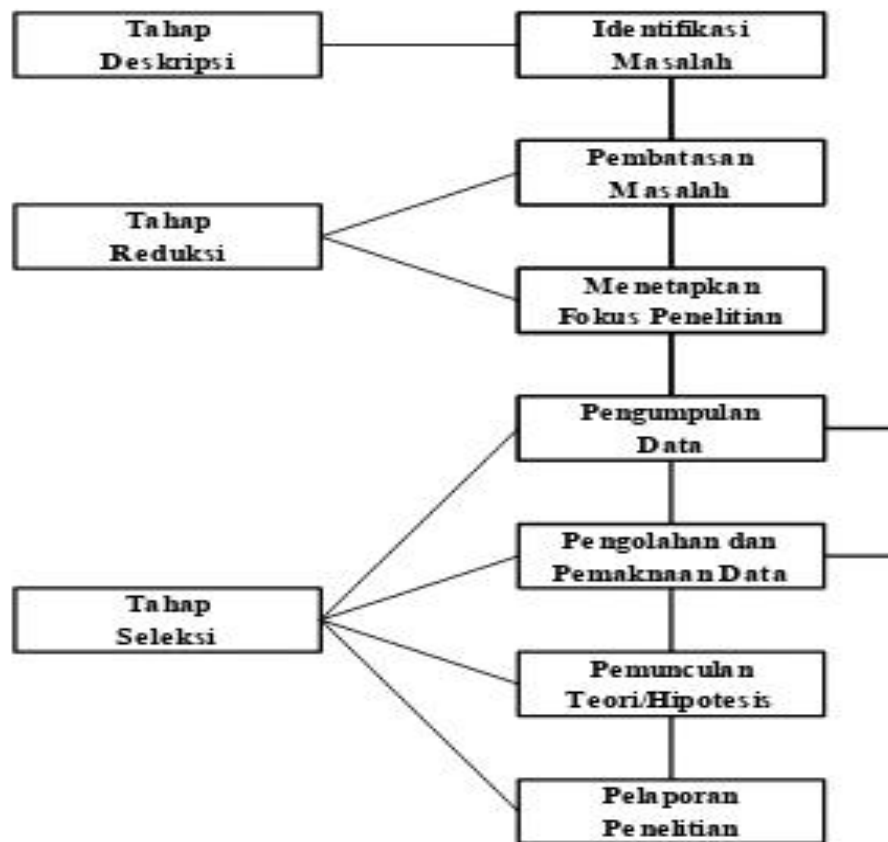 Tahap
Deskripsi
Identifikasi
Masalah
Pembatasan
Masalah
Tahap
Reduksi
Menetapkan
Fokus Penelitian
Pengumpulan
Data
Pengolahan dan
Pemaknaan Data
Tahap
Seleksi
Pemunculan
Teori/Hipotesis
Pelaporan
Penelitian